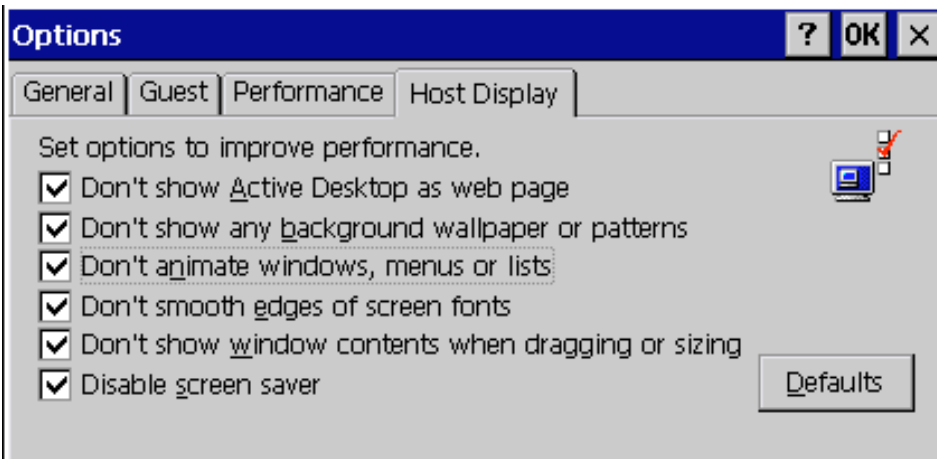 Options ? OK ×
General Guest Performance Host Display
Set options to improve performance.
Don't show Active Desktop as web page
Don't show any background wallpaper or patterns
Don't animate windows, menus or lists
Don't smooth edges of screen fonts
Don't show window contents when dragging or sizing
Disable screen saver
Defaults